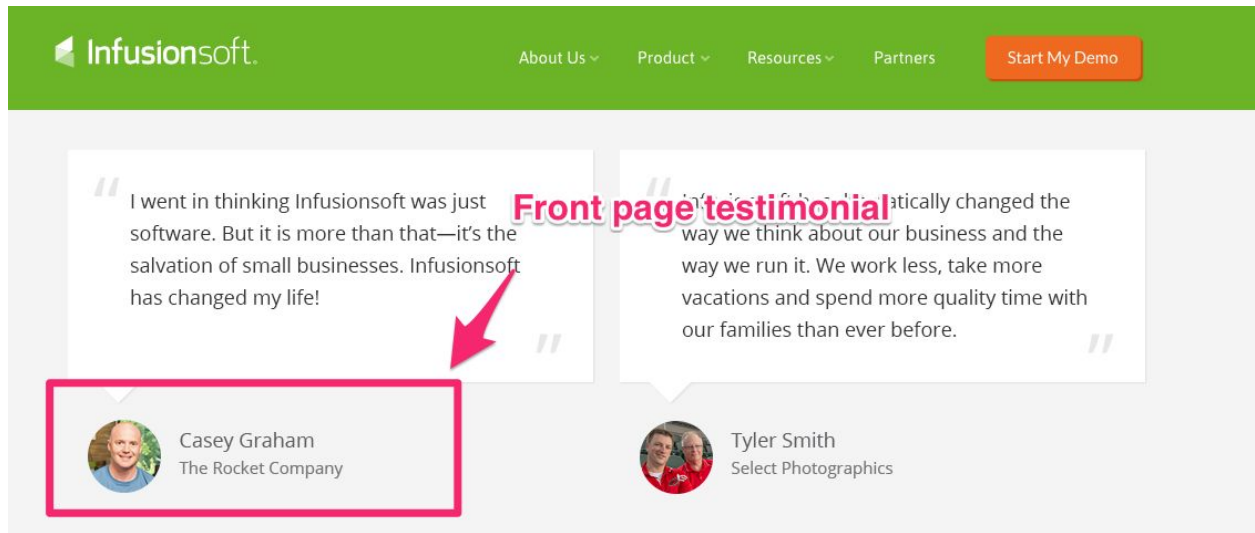 Infusionsoft.
About Us
Product
Resources
Partners
Start My Demo
Front page testimonial
" I went in thinking Infusionsoft was just
software. But it is more than that—it's the
salvation of small businesses. Infusionsoft
has changed my life!
"
Casey Graham
The Rocket Company
" changed the
way we think about our business and the
way we run it. We work less, take more
vacations and spend more quality time with
our families than ever before.
"
Tyler Smith
Select Photographics